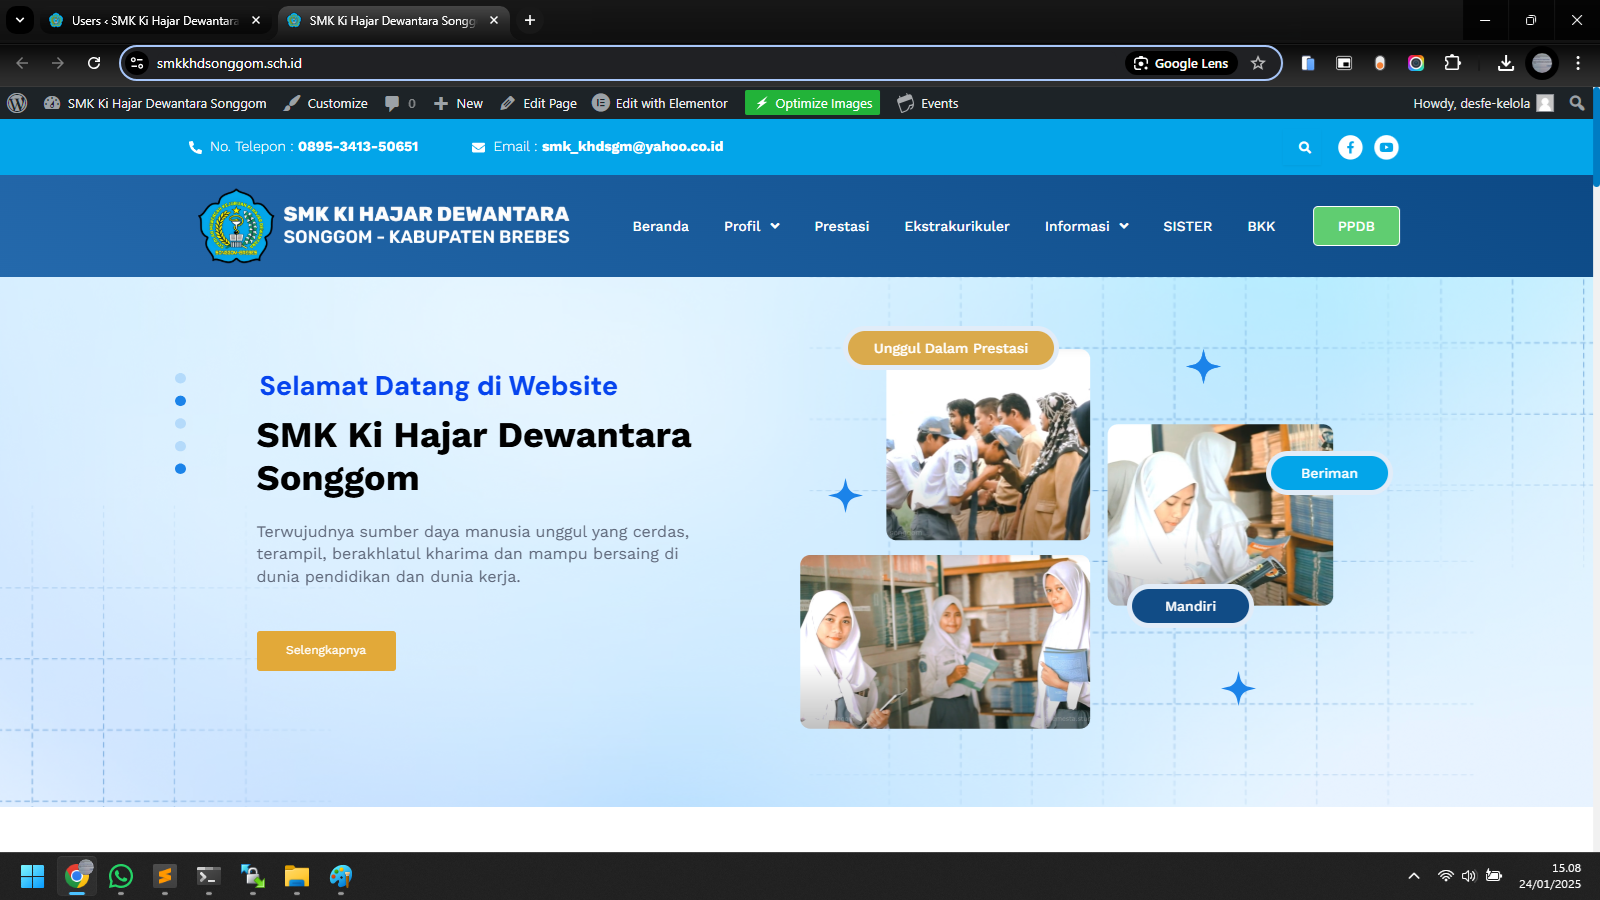 Users ‹ SMK Ki Hajar Dewantara
SMK Ki Hajar Dewantara Songg
smkkhdsonggom.sch.id
Google Lens
SMK Ki Hajar Dewantara Songgom
Customize
0
New
Edit Page
Edit with Elementor
Optimize Images
Events
Howdy, desfe-kelola
No. Telepon : 0895-3413-50651
Email : smk_khdsgm@yahoo.co.id
SMK KI HAJAR DEWANTARA
SONGGOM - KABUPATEN BREBES
Beranda
Profil
Prestasi
Ekstrakurikuler
Informasi
SISTER
BKK
PPDB
Unggul Dalam Prestasi
Selamat Datang di Website
SMK Ki Hajar Dewantara
Songgom
Beriman
Terwujudnya sumber daya manusia unggul yang cerdas,
terampil, berakhlatul kharima dan mampu bersaing di
dunia pendidikan dan dunia kerja.
Mandiri
Selengkapnya
15.08
24/01/2025